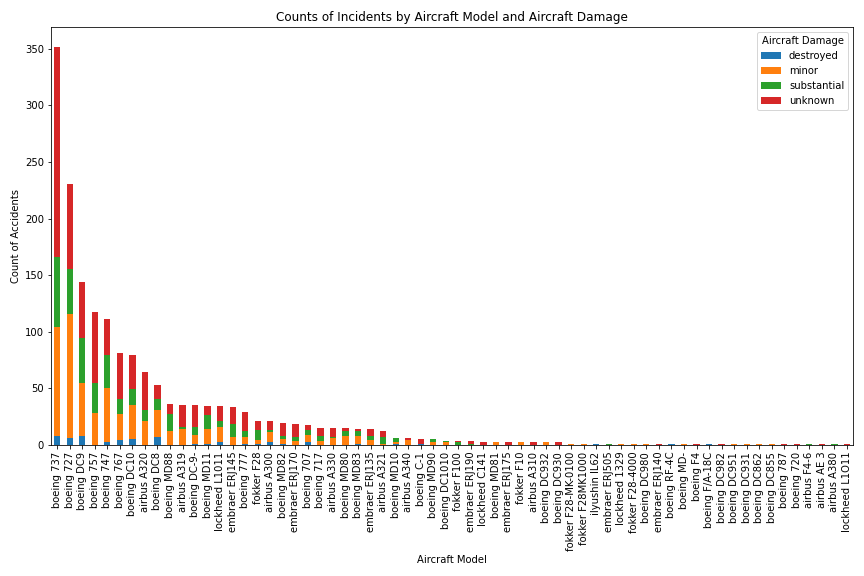 Counts of Incidents by Aircraft Model and Aircraft Damage
Aircraft Damage
destroyed
minor
substantial
unknown
Count of Accidents
350
300
250
200
150
100
50
0
boeing 737
boeing 727
boeing DC9
boeing 757
boeing 747
boeing 767
boeing DC10
airbus A320
boeing DC8
boeing MD88
airbus A319
boeing DC-9-
boeing MD11
lockheed L1011
embraer ERJ145
boeing 777
fokker F28
airbus A300
boeing MD82
embraer ERJ170
boeing 707
boeing 717
airbus A330
boeing MD80
boeing MD83
embraer ERJ135
airbus A321
boeing MD10
airbus A340
boeing C-1
boeing MD90
boeing DC1010
fokker F100
embraer ERJ190
lockheed C141
boeing MD81
embraer ERJ175
fokker F10
airbus A310
boeing DC932
boeing DC930
fokker F28-MK-0100
fokker F28MK1000
ilyushin IL62
embraer ERJ505
lockheed 1329
fokker F28-4000
boeing DC980
embraer ERJ140
boeing RF-4C
boeing MD-
boeing F4
boeing F/A-18C
boeing DC982
boeing DC951
boeing DC931
boeing DC862
boeing DC855
boeing 787
boeing 720
airbus F4-6
airbus AE 3
airbus A380
lockheed L1O11
Aircraft Model